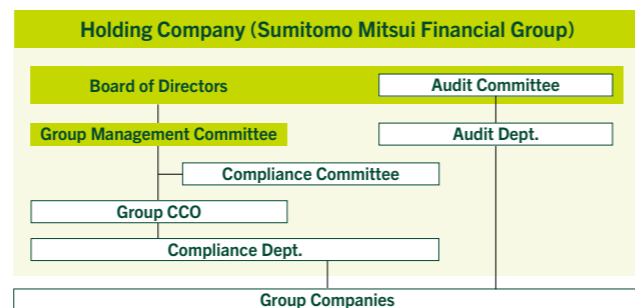 Holding Company (Sumitomo Mitsui Financial Group)
Board of Directors
Audit Committee
Group Management Committee
Audit Dept.
Compliance Committee
Group CCO
Compliance Dept.
Group Companies